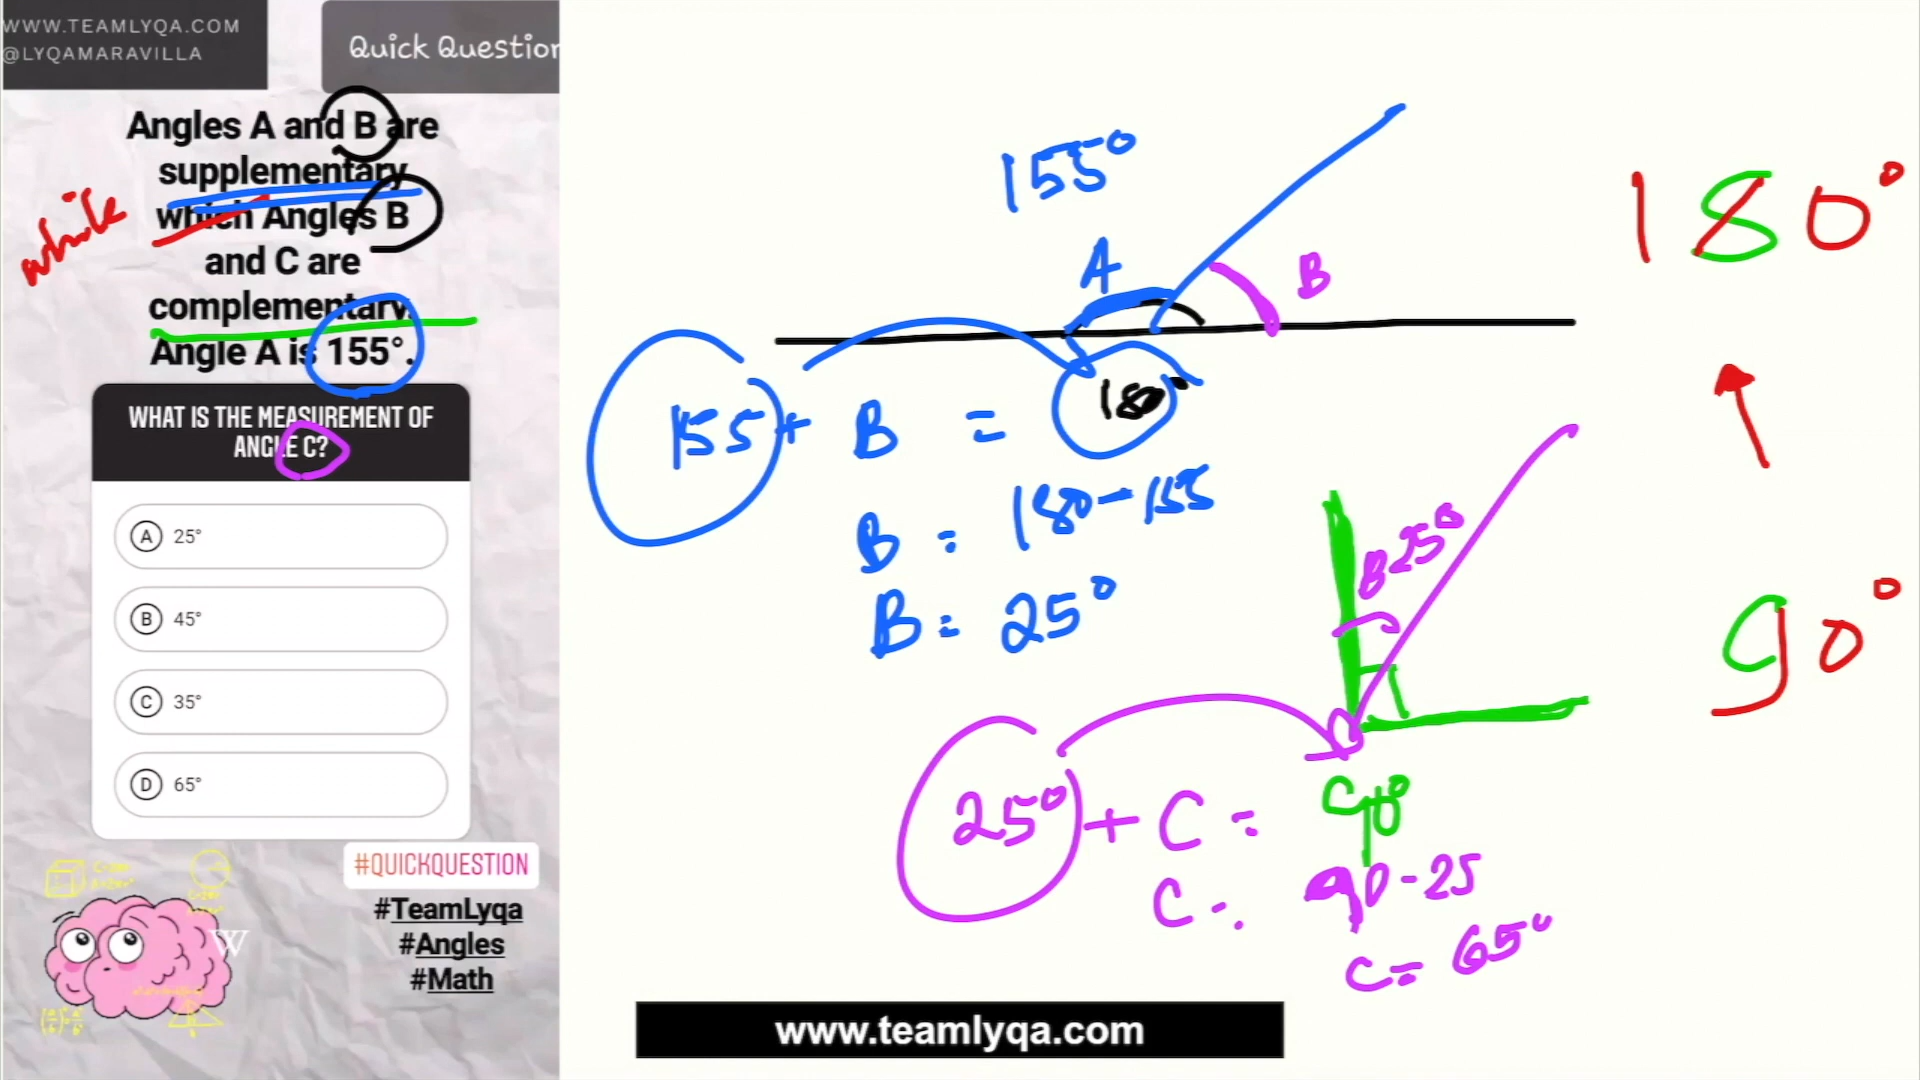 WWW.TEAMLYQA.COM
@LYQAMARAVILLA
Quick Question
Angles A and B are
supplementary
which Angles B
and C are
complementary.
Angle A is 155°.
while
WHAT IS THE MEASUREMENT OF
ANGLE C?
A 25°
B 45°
C 35°
D 65°
#QUICKQUESTION
#TeamLyqa
#Angles
#Math
W
155°
A
B
180°
155 + B = 180°
B = 180-155
B = 25°
B 25°
90°
25° + C = 90°
C = 90-25
C = 65°
www.teamlyqa.com